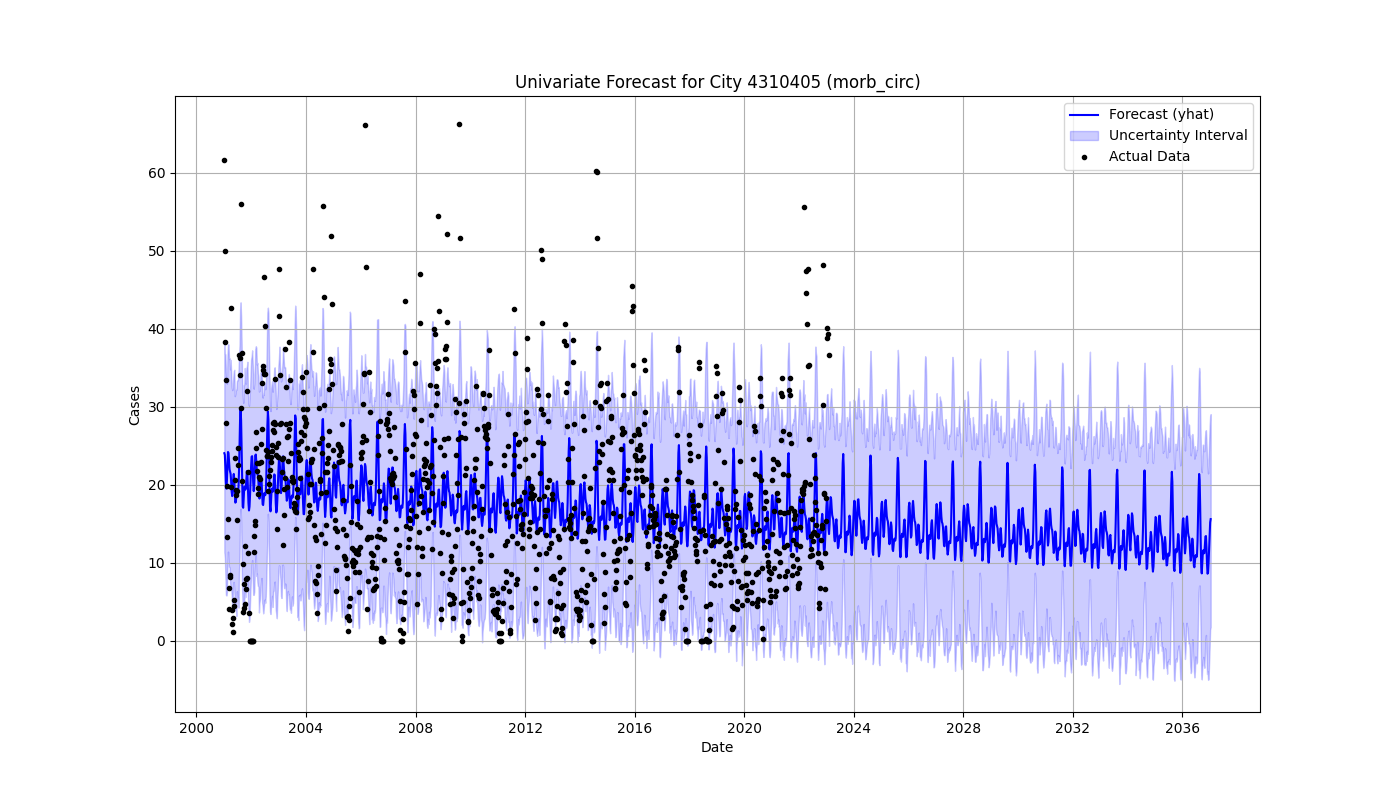 Univariate Forecast for City 4310405 (morb_circ)
Forecast (yhat)
Uncertainty Interval
Actual Data
Cases
60
50
40
30
20
10
0
2000 2004 2008 2012 2016 2020 2024 2028 2032 2036
Date